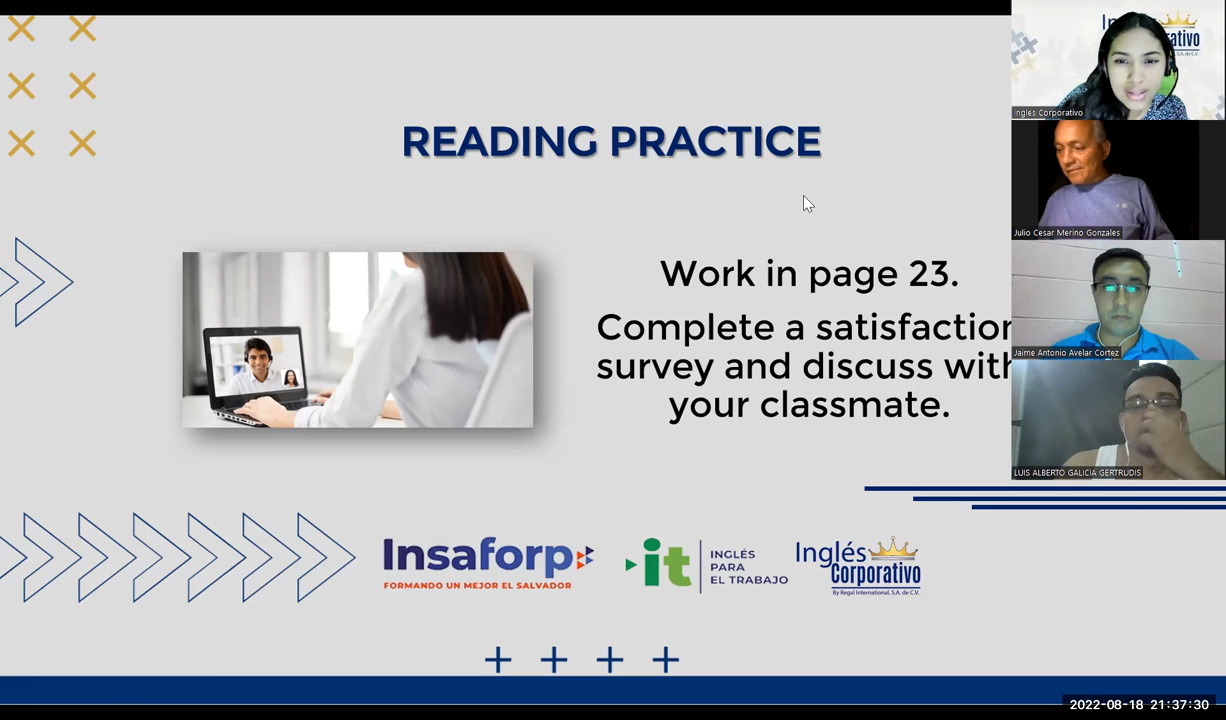 READING PRACTICE
Work in page 23.
Complete a satisfaction
survey and discuss with
your classmate.
Insaforp
FORMANDO UN MEJOR EL SALVADOR
it
INGLÉS
PARA
EL TRABAJO
Inglés
Corporativo
By Regal International, S.A. de C.V.
Ingles Corporativo
Julio Cesar Merino Gonzales
Jaime Antonio Avelar Cortez
LUIS ALBERTO GALICIA GERTRUDIS
2022-08-18 21:37:30